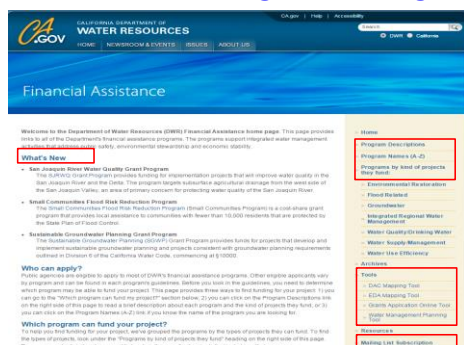 CA.gov | Help | Accessibility
CALIFORNIA DEPARTMENT OF
WATER RESOURCES
CA.GOV
Search
DWR California
HOME NEWSROOM & EVENTS ISSUES ABOUT US
Financial Assistance
Welcome to the Department of Water Resources (DWR) Financial Assistance home page. This page provides
links to all of the Department's financial assistance programs. The programs support integrated water management
activities that address public safety, environmental stewardship and economic stability.
What's New
San Joaquin River Water Quality Grant Program
The SJRWQ Grant Program provides funding for implementation projects that will improve water quality in the
San Joaquin River and the Delta. This program targets subsurface agricultural drainage from the west side of
the San Joaquin Valley, an area of primary concern for protecting water quality of the San Joaquin River.
Small Communities Flood Risk Reduction Program
The Small Communities Flood Risk Reduction Program (Small Communities Program) is a cost-share grant
program that provides local assistance to communities with fewer than 10,000 residents that are protected by
the State Plan of Flood Control.
Sustainable Groundwater Planning Grant Program
The Sustainable Groundwater Planning (SGWP) Grant Program provides funds for projects that develop and
implement sustainable groundwater planning and projects consistent with groundwater planning requirements
outlined in Division 6 of the California Water Code, commencing at §10000.
Who can apply?
Public agencies are eligible to apply to most of DWR's financial assistance programs. Other eligible applicants vary
by program and can be found in each program's guidelines. Before you look in the guidelines, you need to determine
which program may be able to fund your project. This page provides three ways to find funding for your project: 1) you
can go to the "Which program can fund my project?" section below, 2) you can click on the Program Descriptions link
on the right side of this page to read a brief description about each program and the kind of projects they fund, or 3)
you can click on the Program Names (A-Z) link if you know the name of the program you are looking for.
Which program can fund your project?
To help you find funding for your project, we've grouped the programs by the types of projects they can fund. To find
the types of projects, look under the "Programs by kind of projects they fund" heading on the right side of this page.
Home
Program Descriptions
Program Names (A-Z)
Programs by kind of projects
they fund:
Environmental Restoration
Flood Related
Groundwater
Integrated Regional Water
Management
Water Quality/Drinking Water
Water Supply/Management
Water Use Efficiency
Archives
Tools
DAC Mapping Tool
EDA Mapping Tool
Grants Application Online Tool
Water Management Planning
Tool
Resources
Mailing List Subscription